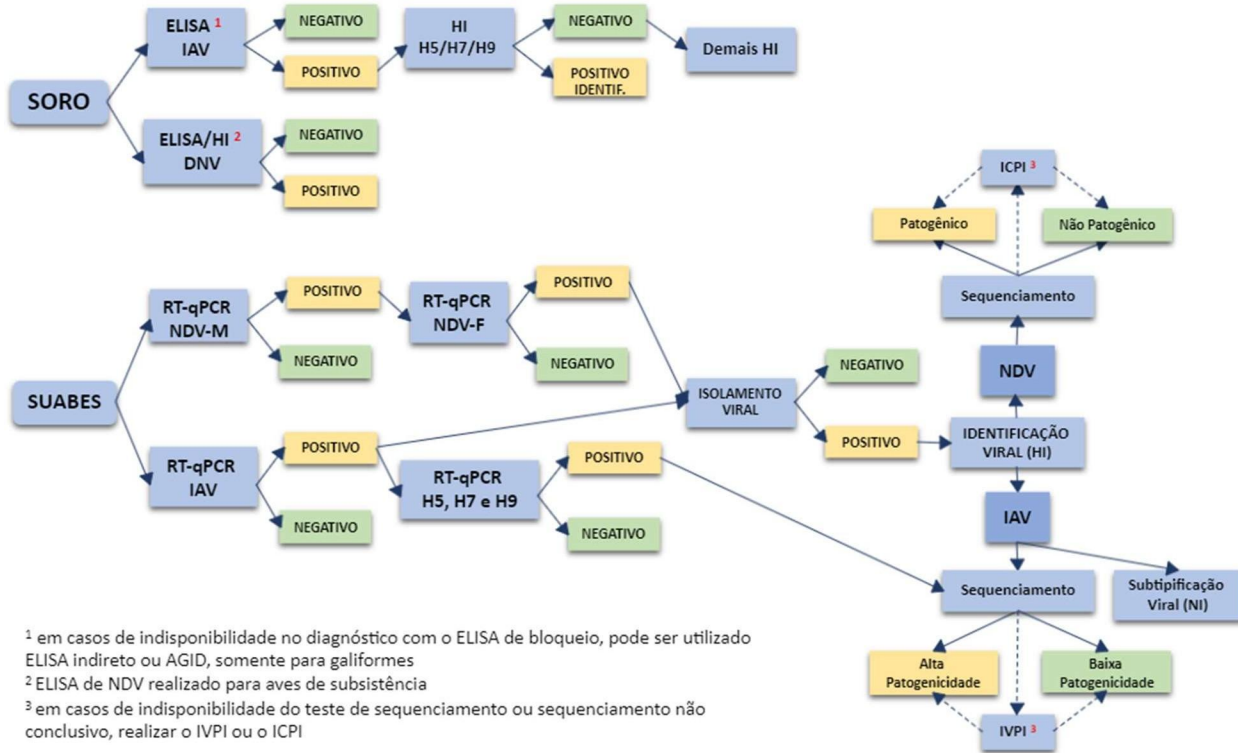 SORO
ELISA 1
IAV
NEGATIVO
POSITIVO
HI
H5/H7/H9
NEGATIVO
POSITIVO
IDENTIF.
Demais HI
ELISA/HI 2
DNV
NEGATIVO
POSITIVO
SUABES
RT-qPCR
NDV-M
POSITIVO
NEGATIVO
RT-qPCR
NDV-F
POSITIVO
NEGATIVO
RT-qPCR
IAV
POSITIVO
NEGATIVO
RT-qPCR
H5, H7 e H9
POSITIVO
NEGATIVO
ISOLAMENTO
VIRAL
NEGATIVO
POSITIVO
IDENTIFICAÇÃO
VIRAL (HI)
NDV
Sequenciamento
Patogênico
Não Patogênico
ICPI 3
IAV
Sequenciamento
Subtipificação
Viral (NI)
Alta
Patogenicidade
Baixa
Patogenicidade
IVPI 3
1 em casos de indisponibilidade no diagnóstico com o ELISA de bloqueio, pode ser utilizado
ELISA indireto ou AGID, somente para galiformes
2 ELISA de NDV realizado para aves de subsistência
3 em casos de indisponibilidade do teste de sequenciamento ou sequenciamento não
conclusivo, realizar o IVPI ou o ICPI